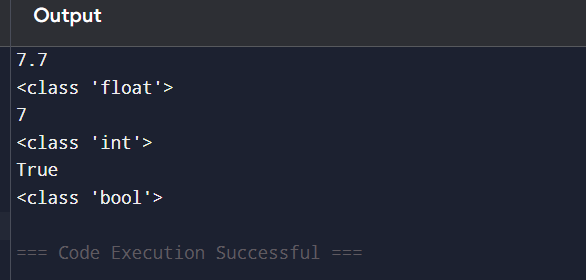 Output
7.7
<class 'float'>
7
<class 'int'>
True
<class 'bool'>
=== Code Execution Successful ===